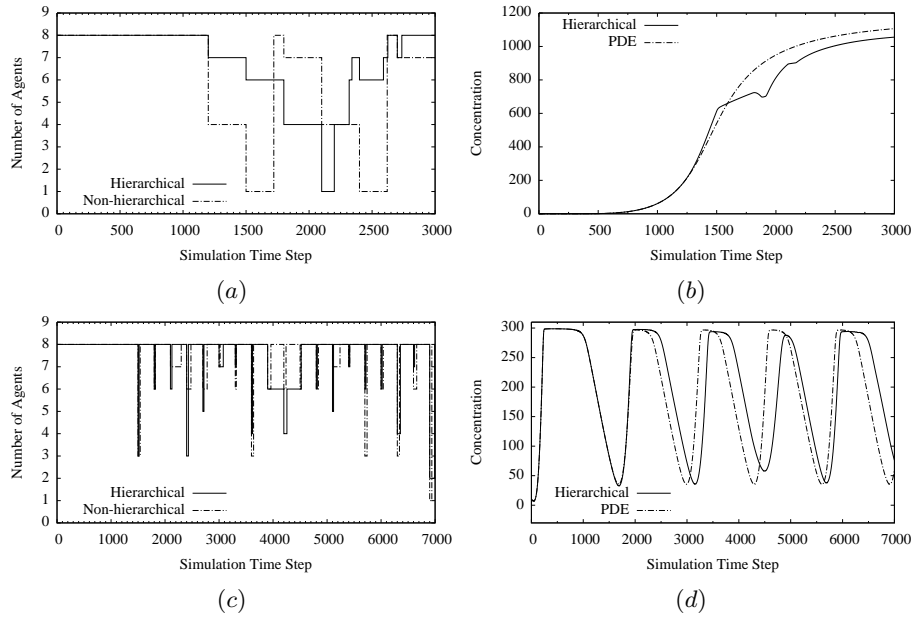 9
8
7
6
5
4
3
2
1
0
Number of Agents
Hierarchical
Non-hierarchical
0 500 1000 1500 2000 2500 3000
Simulation Time Step
(a)
1200
1000
800
600
400
200
0
Concentration
Hierarchical
PDE
0 500 1000 1500 2000 2500 3000
Simulation Time Step
(b)
9
8
7
6
5
4
3
2
1
0
Number of Agents
Hierarchical
Non-hierarchical
0 1000 2000 3000 4000 5000 6000 7000
Simulation Time Step
(c)
300
250
200
150
100
50
0
Concentration
Hierarchical
PDE
0 1000 2000 3000 4000 5000 6000 7000
Simulation Time Step
(d)